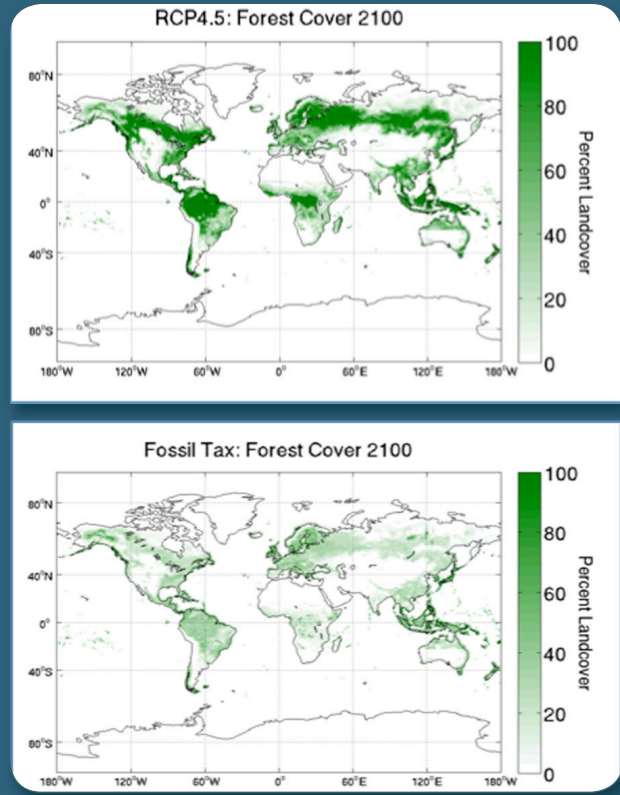 RCP4.5: Forest Cover 2100
100
80
60
40
20
0
Percent Landcover
80°N
40°N
0°
40°S
80°S
180°W 120°W 60°W 0° 60°E 120°E 180°W
Fossil Tax: Forest Cover 2100
100
80
60
40
20
0
Percent Landcover
80°N
40°N
0°
40°S
80°S
180°W 120°W 60°W 0° 60°E 120°E 180°W